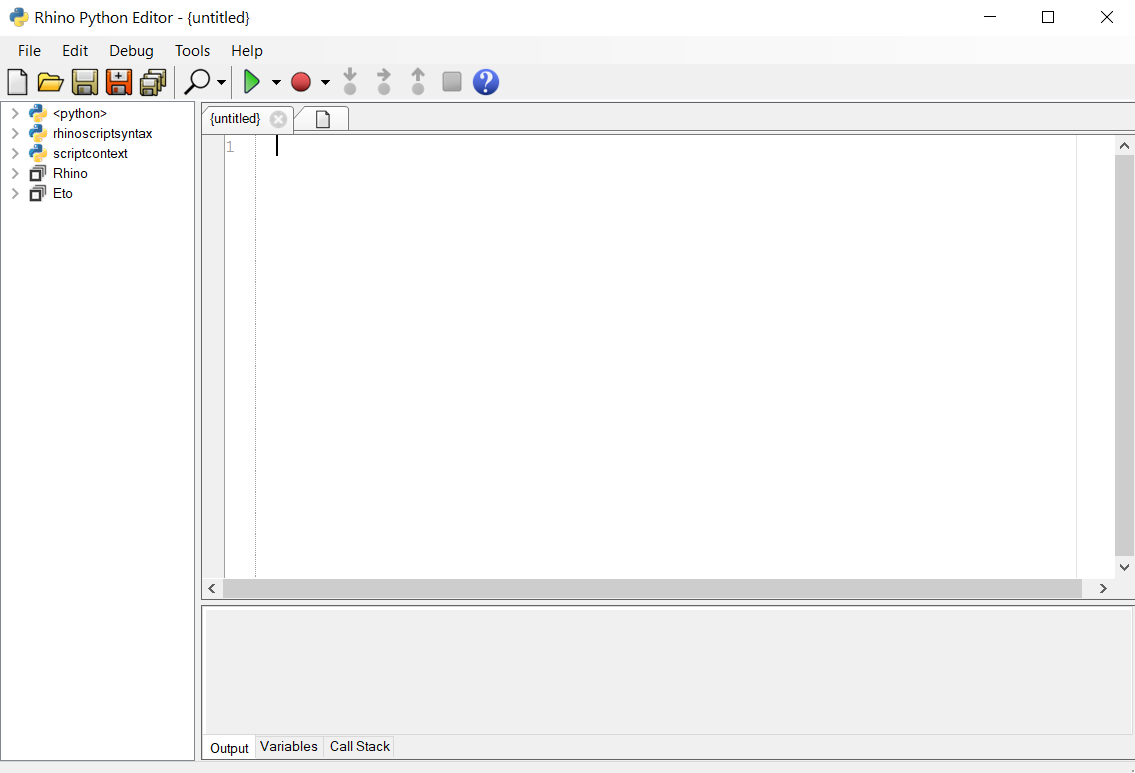 Rhino Python Editor - {untitled}
File Edit Debug Tools Help
?
<python>
rhinoscriptsyntax
scriptcontext
Rhino
Eto
{untitled}
1
Output Variables Call Stack